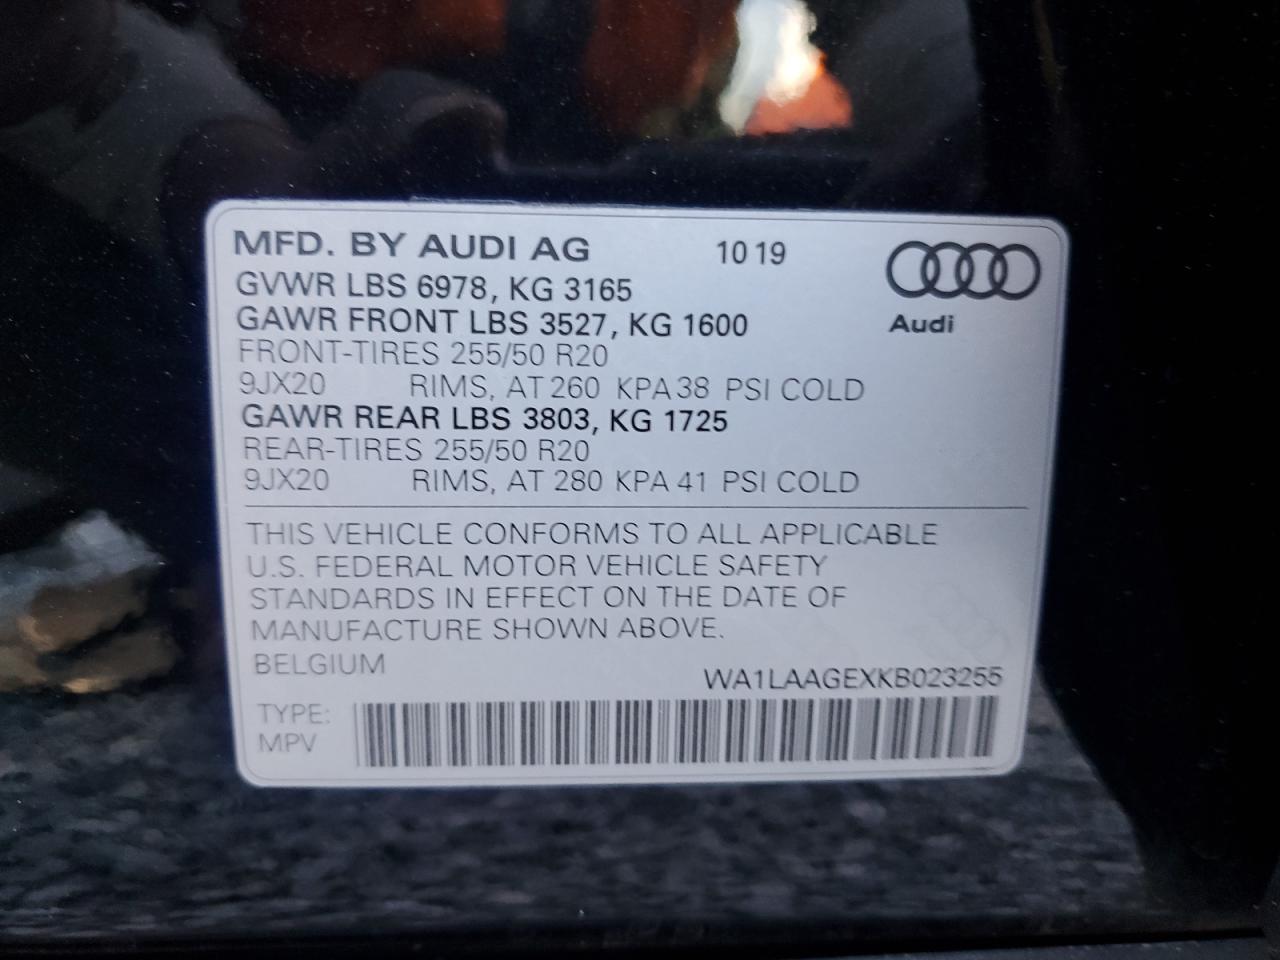 MFD. BY AUDI AG 10 19
GVWR LBS 6978, KG 3165
GAWR FRONT LBS 3527, KG 1600
Audi
FRONT-TIRES 255/50 R20
9JX20 RIMS, AT 260 KPA 38 PSI COLD
GAWR REAR LBS 3803, KG 1725
REAR-TIRES 255/50 R20
9JX20 RIMS, AT 280 KPA 41 PSI COLD
THIS VEHICLE CONFORMS TO ALL APPLICABLE
U.S. FEDERAL MOTOR VEHICLE SAFETY
STANDARDS IN EFFECT ON THE DATE OF
MANUFACTURE SHOWN ABOVE.
BELGIUM
WA1LAAGEXKB023255
TYPE:
MPV